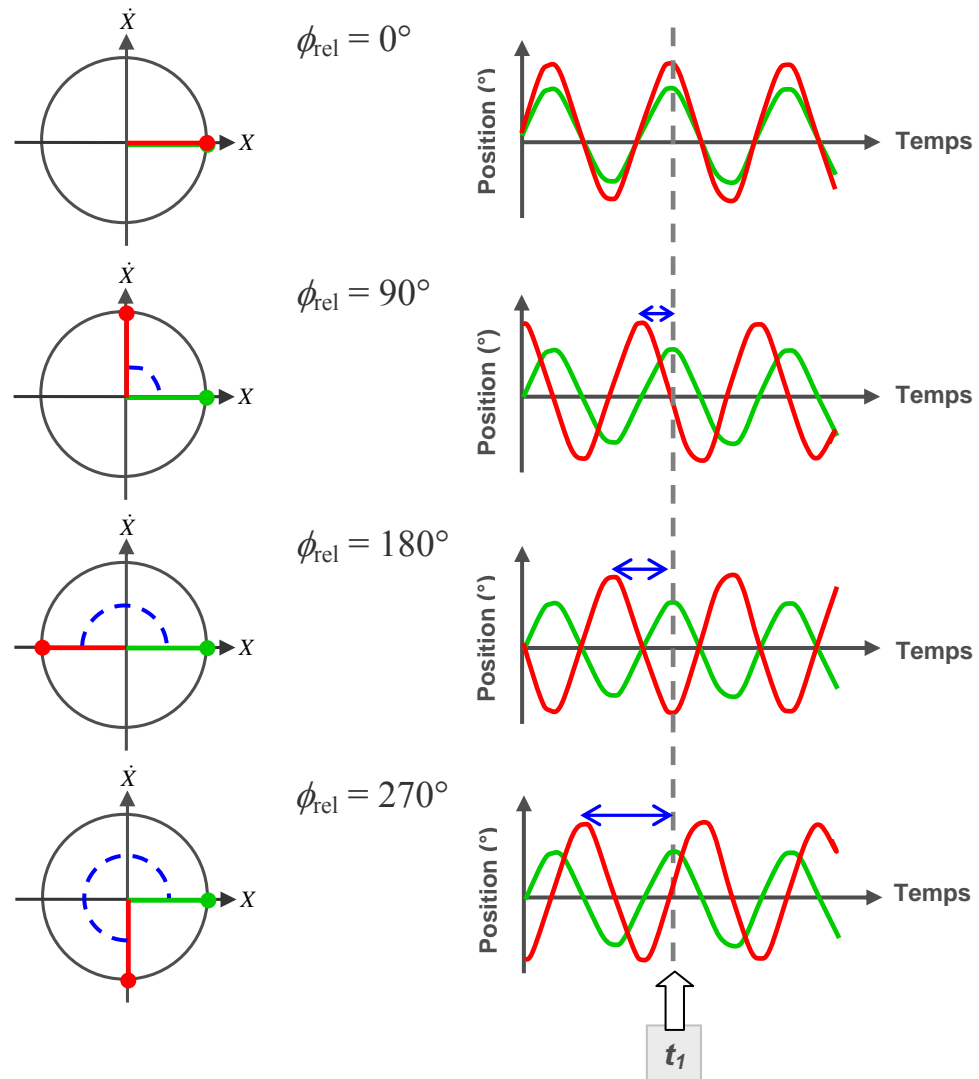 Ẋ
ϕrel = 0°
X
Position (°)
Temps
Ẋ
ϕrel = 90°
X
Position (°)
Temps
Ẋ
ϕrel = 180°
X
Position (°)
Temps
Ẋ
ϕrel = 270°
X
Position (°)
Temps
t1